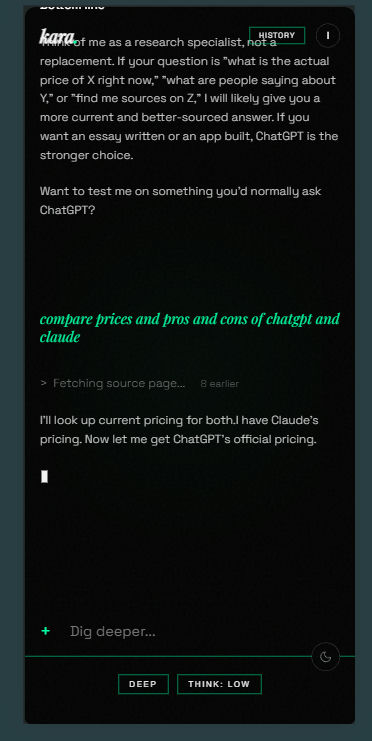 Bottom line
kara
HISTORY
I
Think of me as a research specialist, not a
replacement. If your question is "what is the actual
price of X right now," "what are people saying about
Y," or "find me sources on Z," I will likely give you a
more current and better-sourced answer. If you
want an essay written or an app built, ChatGPT is the
stronger choice.
Want to test me on something you'd normally ask
ChatGPT?
compare prices and pros and cons of chatgpt and
claude
> Fetching source page... 8 earlier
I'll look up current pricing for both.I have Claude's
pricing. Now let me get ChatGPT's official pricing.
+ Dig deeper...
DEEP
THINK: LOW